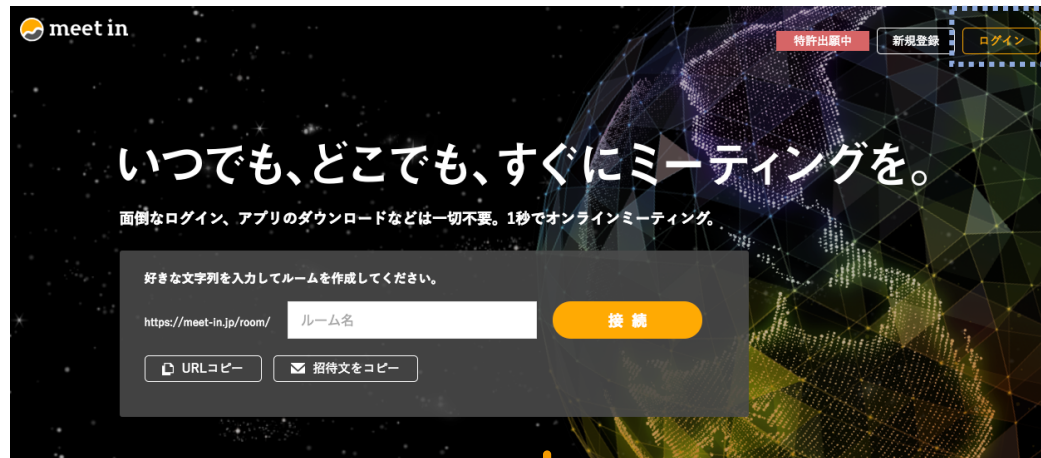 meet in
特許出願中
新規登録
ログイン
いつでも、どこでも、すぐにミーティングを。
面倒なログイン、アプリのダウンロードなどは一切不要。1秒でオンラインミーティング。
好きな文字列を入力してルームを作成してください。
https://meet-in.jp/room/
ルーム名
接続
URLコピー
招待文をコピー